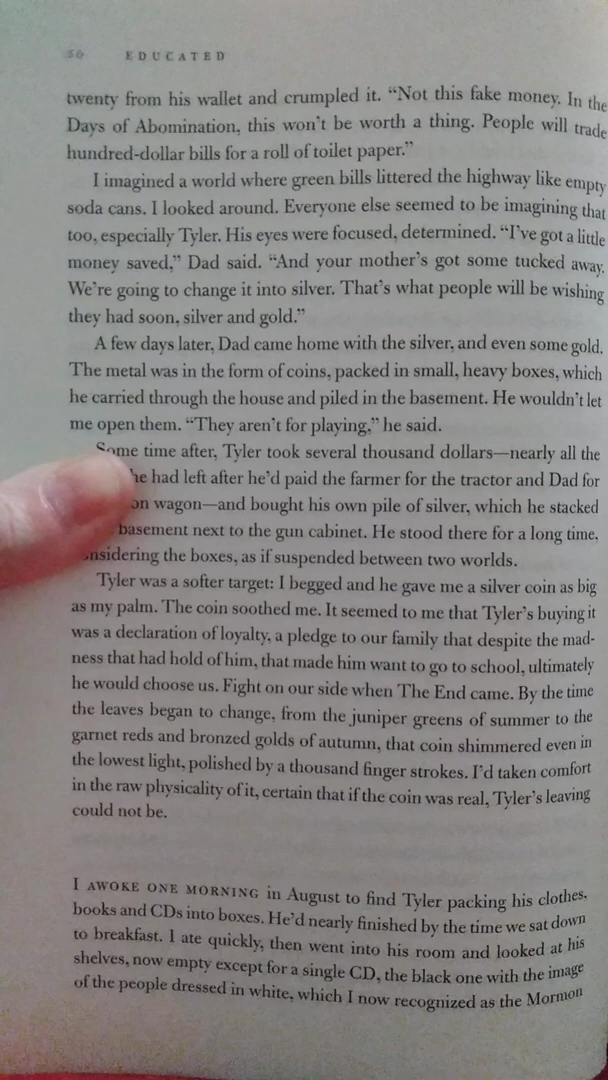 56 EDUCATED
twenty from his wallet and crumpled it. “Not this fake money. In the
Days of Abomination, this won’t be worth a thing. People will trade
hundred-dollar bills for a roll of toilet paper.”
I imagined a world where green bills littered the highway like empty
soda cans. I looked around. Everyone else seemed to be imagining that
too, especially Tyler. His eyes were focused, determined. “I’ve got a little
money saved,” Dad said. “And your mother’s got some tucked away.
We’re going to change it into silver. That’s what people will be wishing
they had soon, silver and gold.”
A few days later, Dad came home with the silver, and even some gold.
The metal was in the form of coins, packed in small, heavy boxes, which
he carried through the house and piled in the basement. He wouldn’t let
me open them. “They aren’t for playing,” he said.
Some time after, Tyler took several thousand dollars—nearly all the
he had left after he’d paid the farmer for the tractor and Dad for
on wagon—and bought his own pile of silver, which he stacked
basement next to the gun cabinet. He stood there for a long time,
nsidering the boxes, as if suspended between two worlds.
Tyler was a softer target: I begged and he gave me a silver coin as big
as my palm. The coin soothed me. It seemed to me that Tyler’s buying it
was a declaration of loyalty, a pledge to our family that despite the mad-
ness that had hold of him, that made him want to go to school, ultimately
he would choose us. Fight on our side when The End came. By the time
the leaves began to change, from the juniper greens of summer to the
garnet reds and bronzed golds of autumn, that coin shimmered even in
the lowest light, polished by a thousand finger strokes. I’d taken comfort
in the raw physicality of it, certain that if the coin was real, Tyler’s leaving
could not be.
I AWOKE ONE MORNING in August to find Tyler packing his clothes,
books and CDs into boxes. He’d nearly finished by the time we sat down
to breakfast. I ate quickly, then went into his room and looked at his
shelves, now empty except for a single CD, the black one with the image
of the people dressed in white, which I now recognized as the Mormon